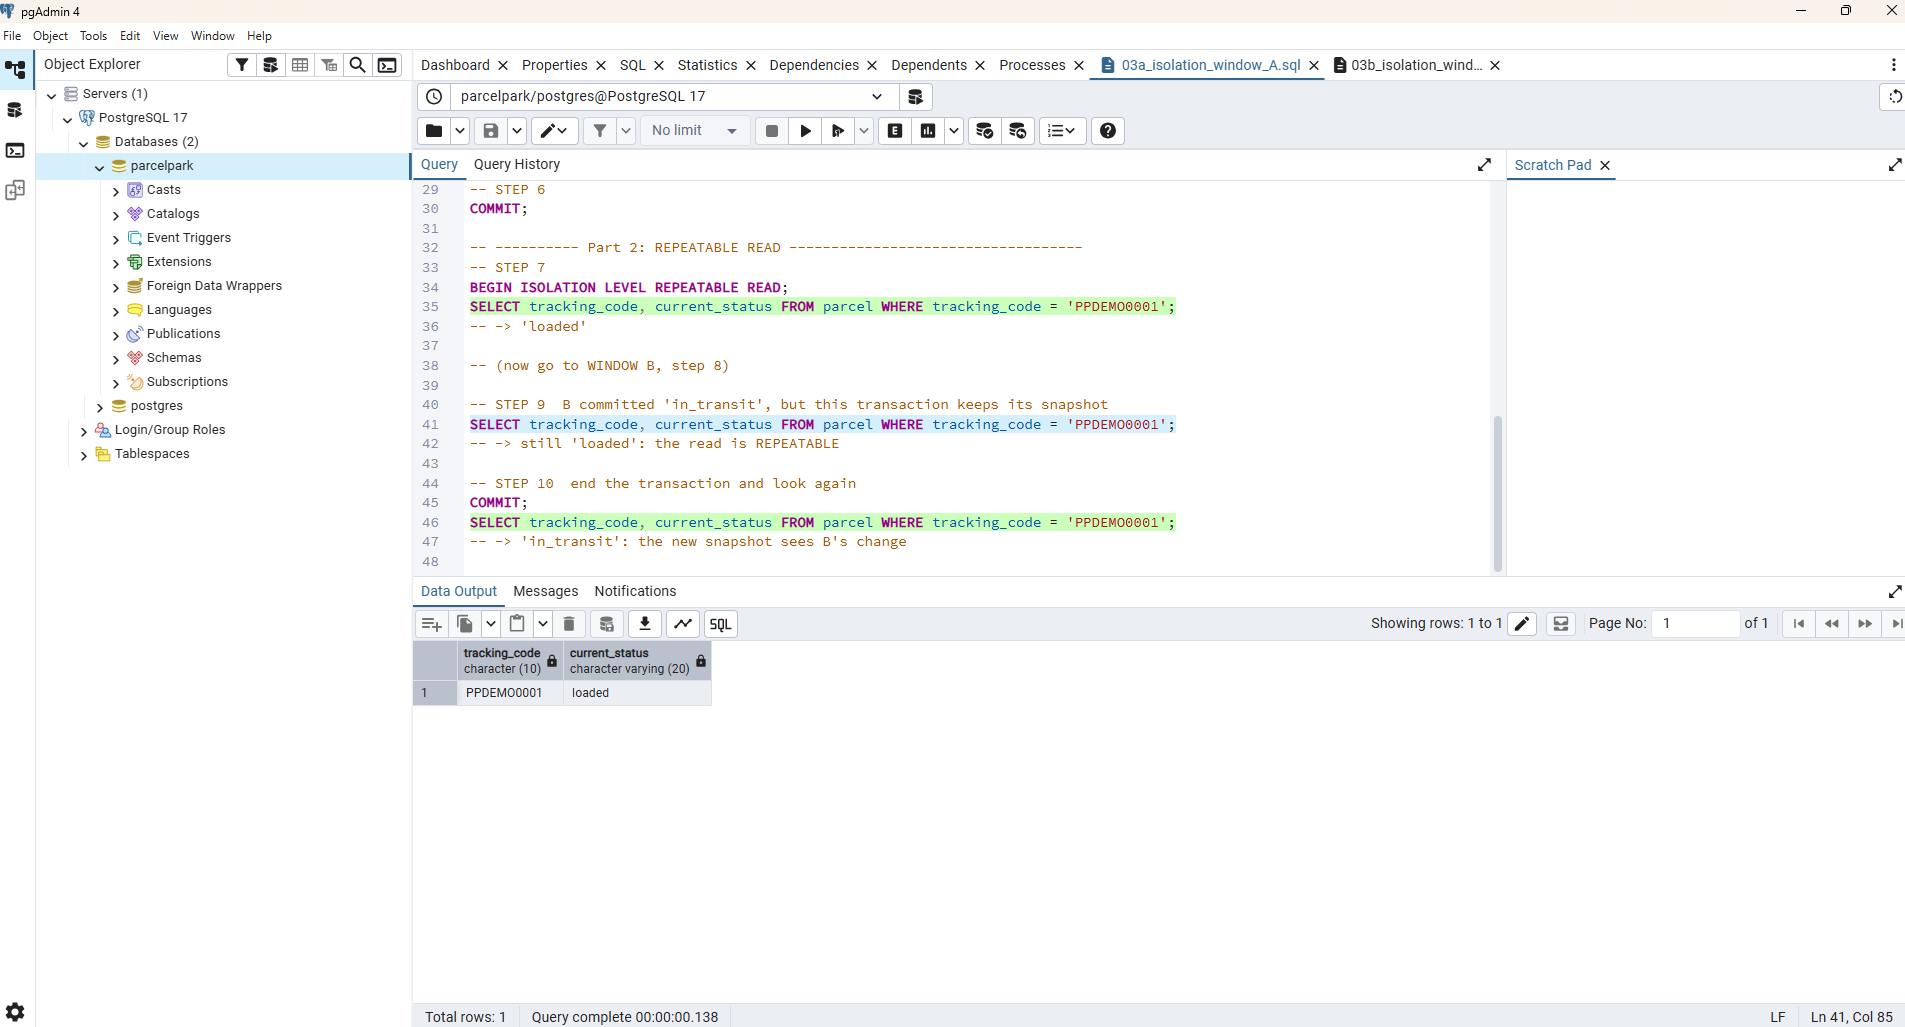 pgAdmin 4
File Object Tools Edit View Window Help
Object Explorer
Dashboard Properties SQL Statistics Dependencies Dependents Processes 03a_isolation_window_A.sql 03b_isolation_wind...
Servers (1)
PostgreSQL 17
Databases (2)
parcelpark
Casts
Catalogs
Event Triggers
Extensions
Foreign Data Wrappers
Languages
Publications
Schemas
Subscriptions
postgres
Login/Group Roles
Tablespaces
parcelpark/postgres@PostgreSQL 17
No limit
E
Query Query History
Scratch Pad
29 -- STEP 6
30 COMMIT;
31
32 -- ---------- Part 2: REPEATABLE READ -----------------------------------
33 -- STEP 7
34 BEGIN ISOLATION LEVEL REPEATABLE READ;
35 SELECT tracking_code, current_status FROM parcel WHERE tracking_code = 'PPDEMO0001';
36 -- -> 'loaded'
37
38 -- (now go to WINDOW B, step 8)
39
40 -- STEP 9  B committed 'in_transit', but this transaction keeps its snapshot
41 SELECT tracking_code, current_status FROM parcel WHERE tracking_code = 'PPDEMO0001';
42 -- -> still 'loaded': the read is REPEATABLE
43
44 -- STEP 10  end the transaction and look again
45 COMMIT;
46 SELECT tracking_code, current_status FROM parcel WHERE tracking_code = 'PPDEMO0001';
47 -- -> 'in_transit': the new snapshot sees B's change
48
Data Output Messages Notifications
SQL
Showing rows: 1 to 1 Page No: 1 of 1
tracking_code current_status
character (10) character varying (20)
1 PPDEMO0001 loaded
Total rows: 1 Query complete 00:00:00.138 LF Ln 41, Col 85